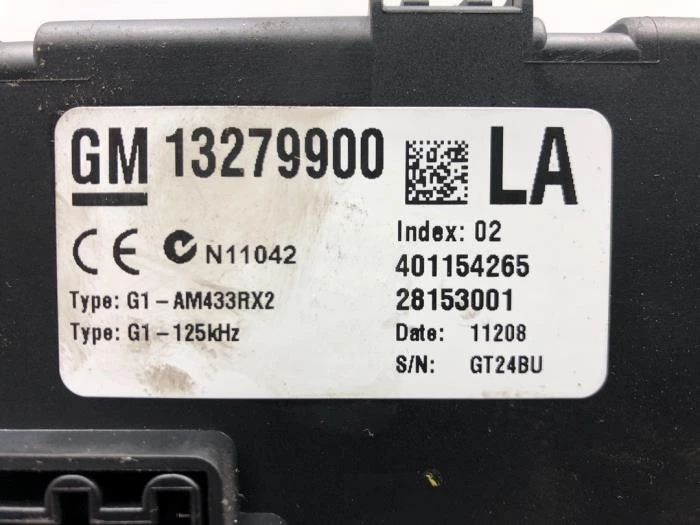 GM 13279900 LA
CE N11042
Index: 02
401154265
Type: G1-AM433RX2
28153001
Type: G1-125kHz
Date: 11208
S/N: GT24BU